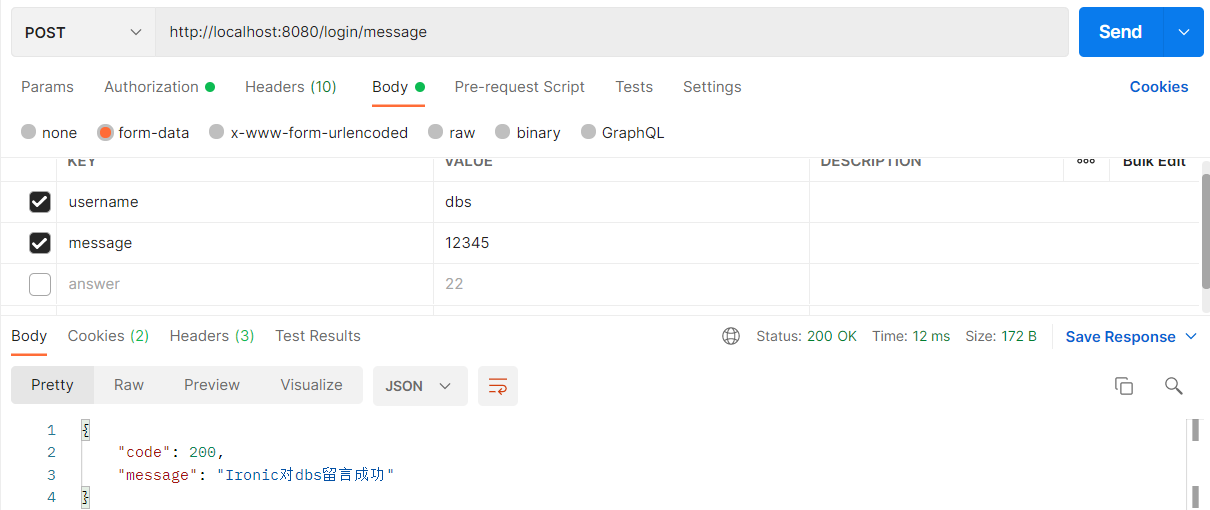 POST http://localhost:8080/login/message Send
Params Authorization Headers (10) Body Pre-request Script Tests Settings Cookies
none form-data x-www-form-urlencoded raw binary GraphQL
KEY VALUE DESCRIPTION ooo Bulk Edit
username dbs
message 12345
answer 22
Body Cookies (2) Headers (3) Test Results Status: 200 OK Time: 12 ms Size: 172 B Save Response
Pretty Raw Preview Visualize JSON
1 {
2 "code": 200,
3 "message": "Ironic对dbs留言成功"
4 }